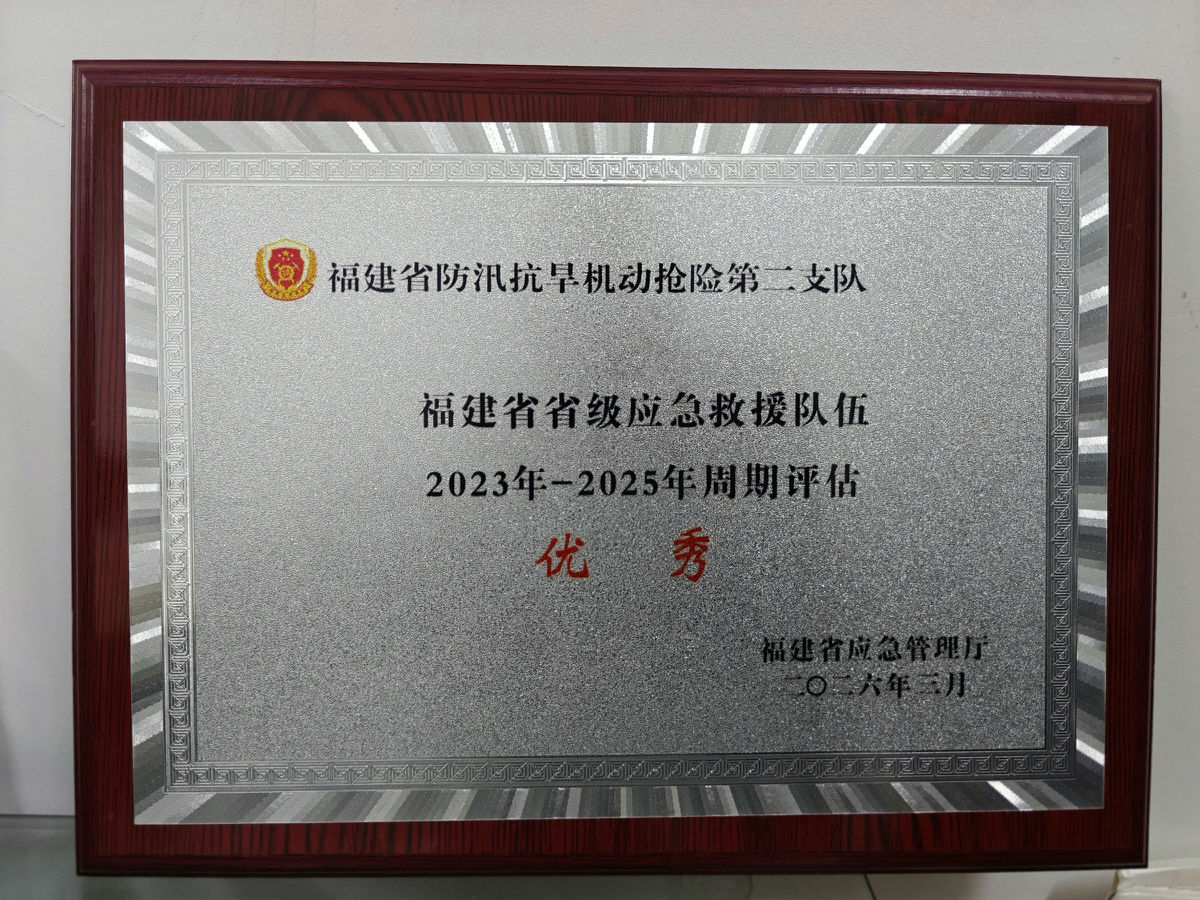 福建省防汛抗旱机动抢险第二支队
福建省省级应急救援队伍
2023年-2025年周期评估
优 秀
福建省应急管理厅
二〇二六年三月